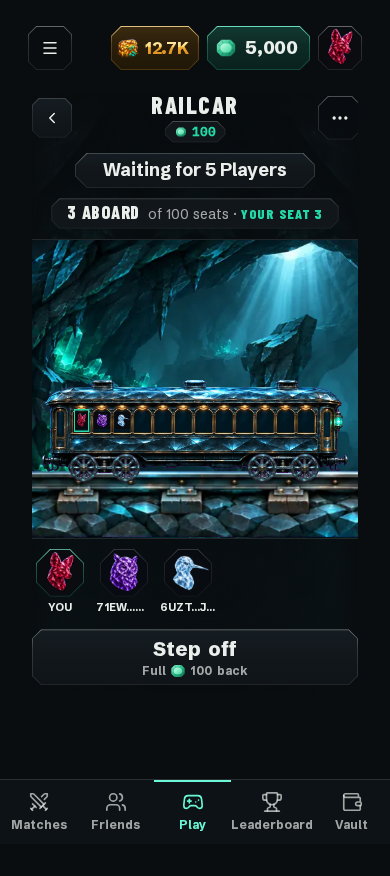 12.7K
5,000
RAILCAR
100
Waiting for 5 Players
3 ABOARD of 100 seats · YOUR SEAT 3
YOU
71EW......
6UZT...J...
Step off
Full 100 back
Matches
Friends
Play
Leaderboard
Vault